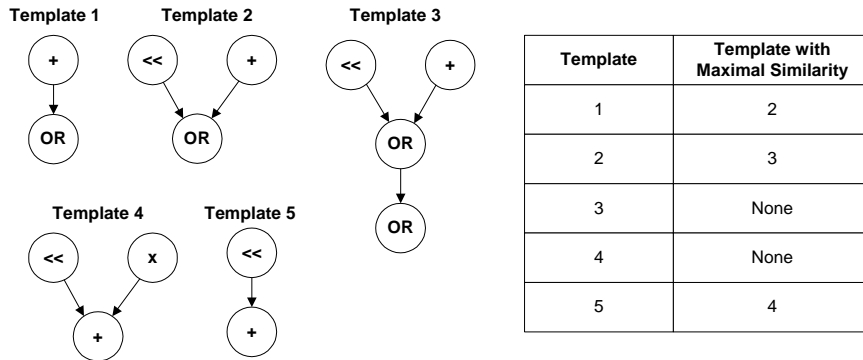 Template 1
Template 2
Template 3
+
<<
+
<<
+
OR
OR
OR
OR
Template 4
Template 5
<<
x
<<
+
+
Template
Template with
Maximal Similarity
1
2
2
3
3
None
4
None
5
4